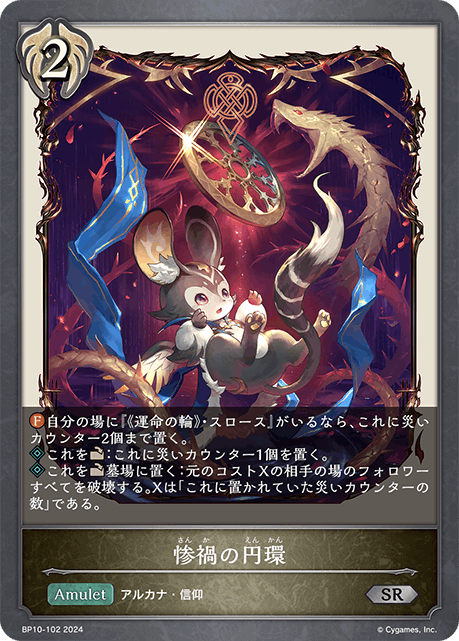 2
F自分の場に『《運命の輪》・スロース』がいるなら、これに災い
カウンター2個まで置く。
これを:これに災いカウンター1個を置く。
これを墓場に置く:元のコストXの相手の場のフォロワー
すべてを破壊する。Xは「これに置かれていた災いカウンターの
数」である。
さんか えんかん
惨禍の円環
Amulet アルカナ・信仰 SR
BP10-102 2024 © Cygames, Inc.